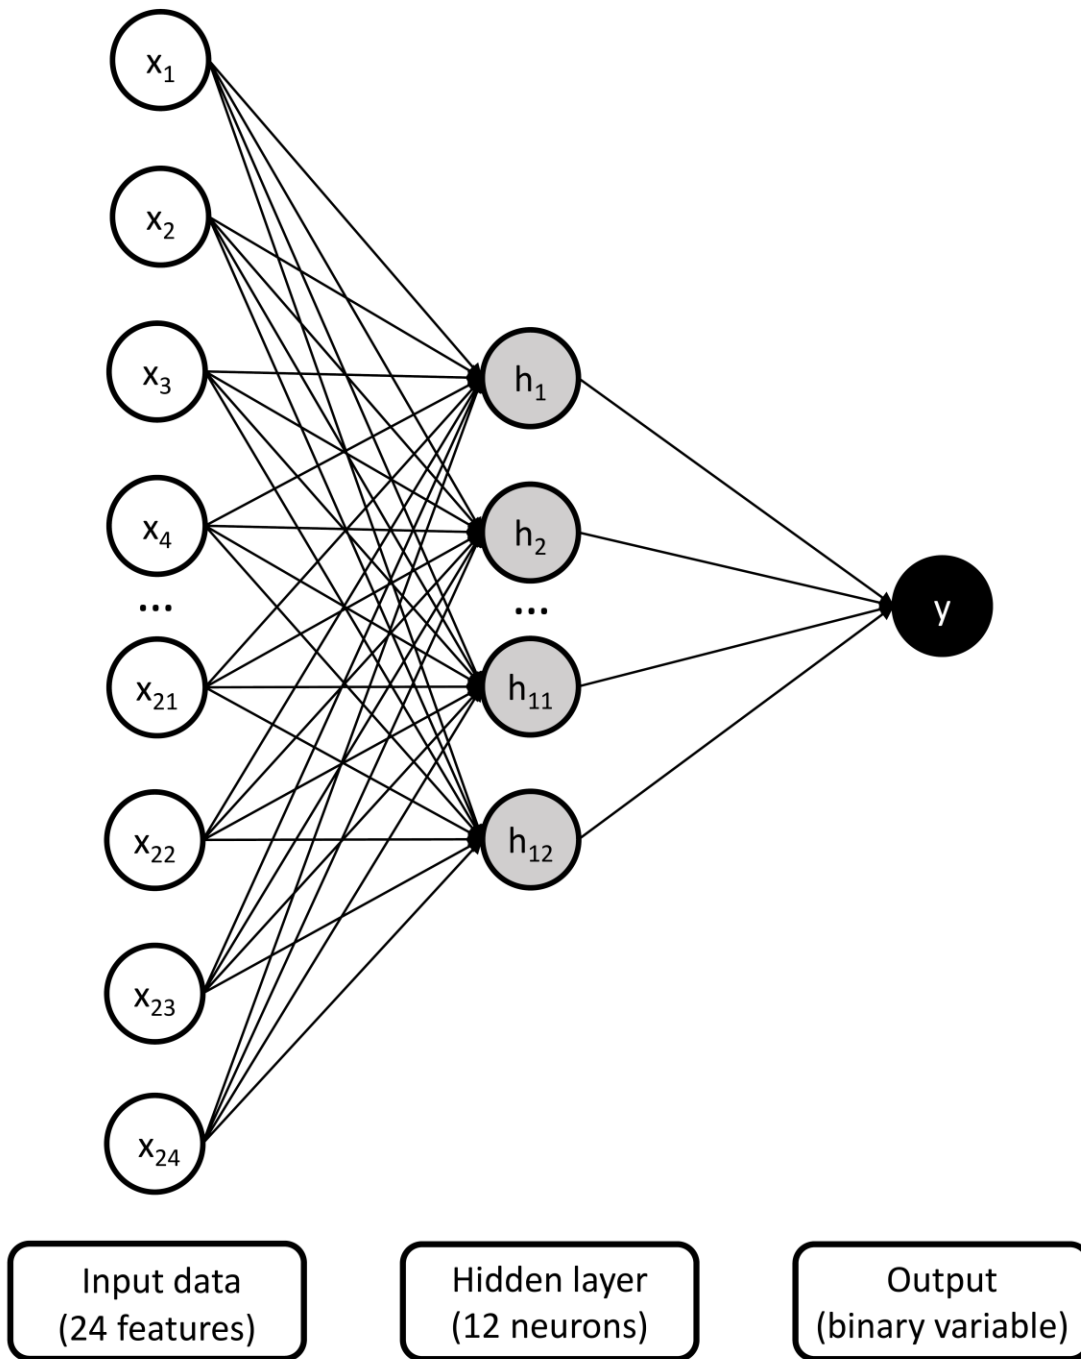 x1
x2
x3
x4
...
x21
x22
x23
x24
h1
h2
...
h11
h12
y
Input data
(24 features)
Hidden layer
(12 neurons)
Output
(binary variable)